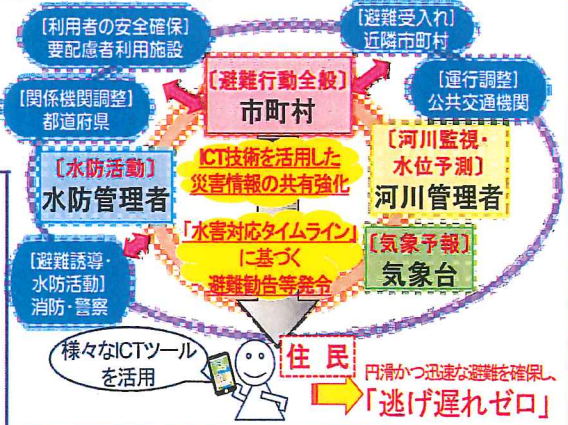 [利用者の安全確保]
要配慮者利用施設
[避難受入れ]
近隣市町村
[関係機関調整]
都道府県
〔避難行動全般〕
市町村
[運行調整]
公共交通機関
〔水防活動〕
水防管理者
ICT技術を活用した
災害情報の共有強化
〔河川監視・
水位予測〕
河川管理者
「水害対応タイムライン」
に基づく
避難勧告等発令
〔気象予報〕
気象台
[避難誘導・
水防活動]
消防・警察
様々なICTツール
を活用
住民
円滑かつ迅速な避難を確保し、
「逃げ遅れゼロ」